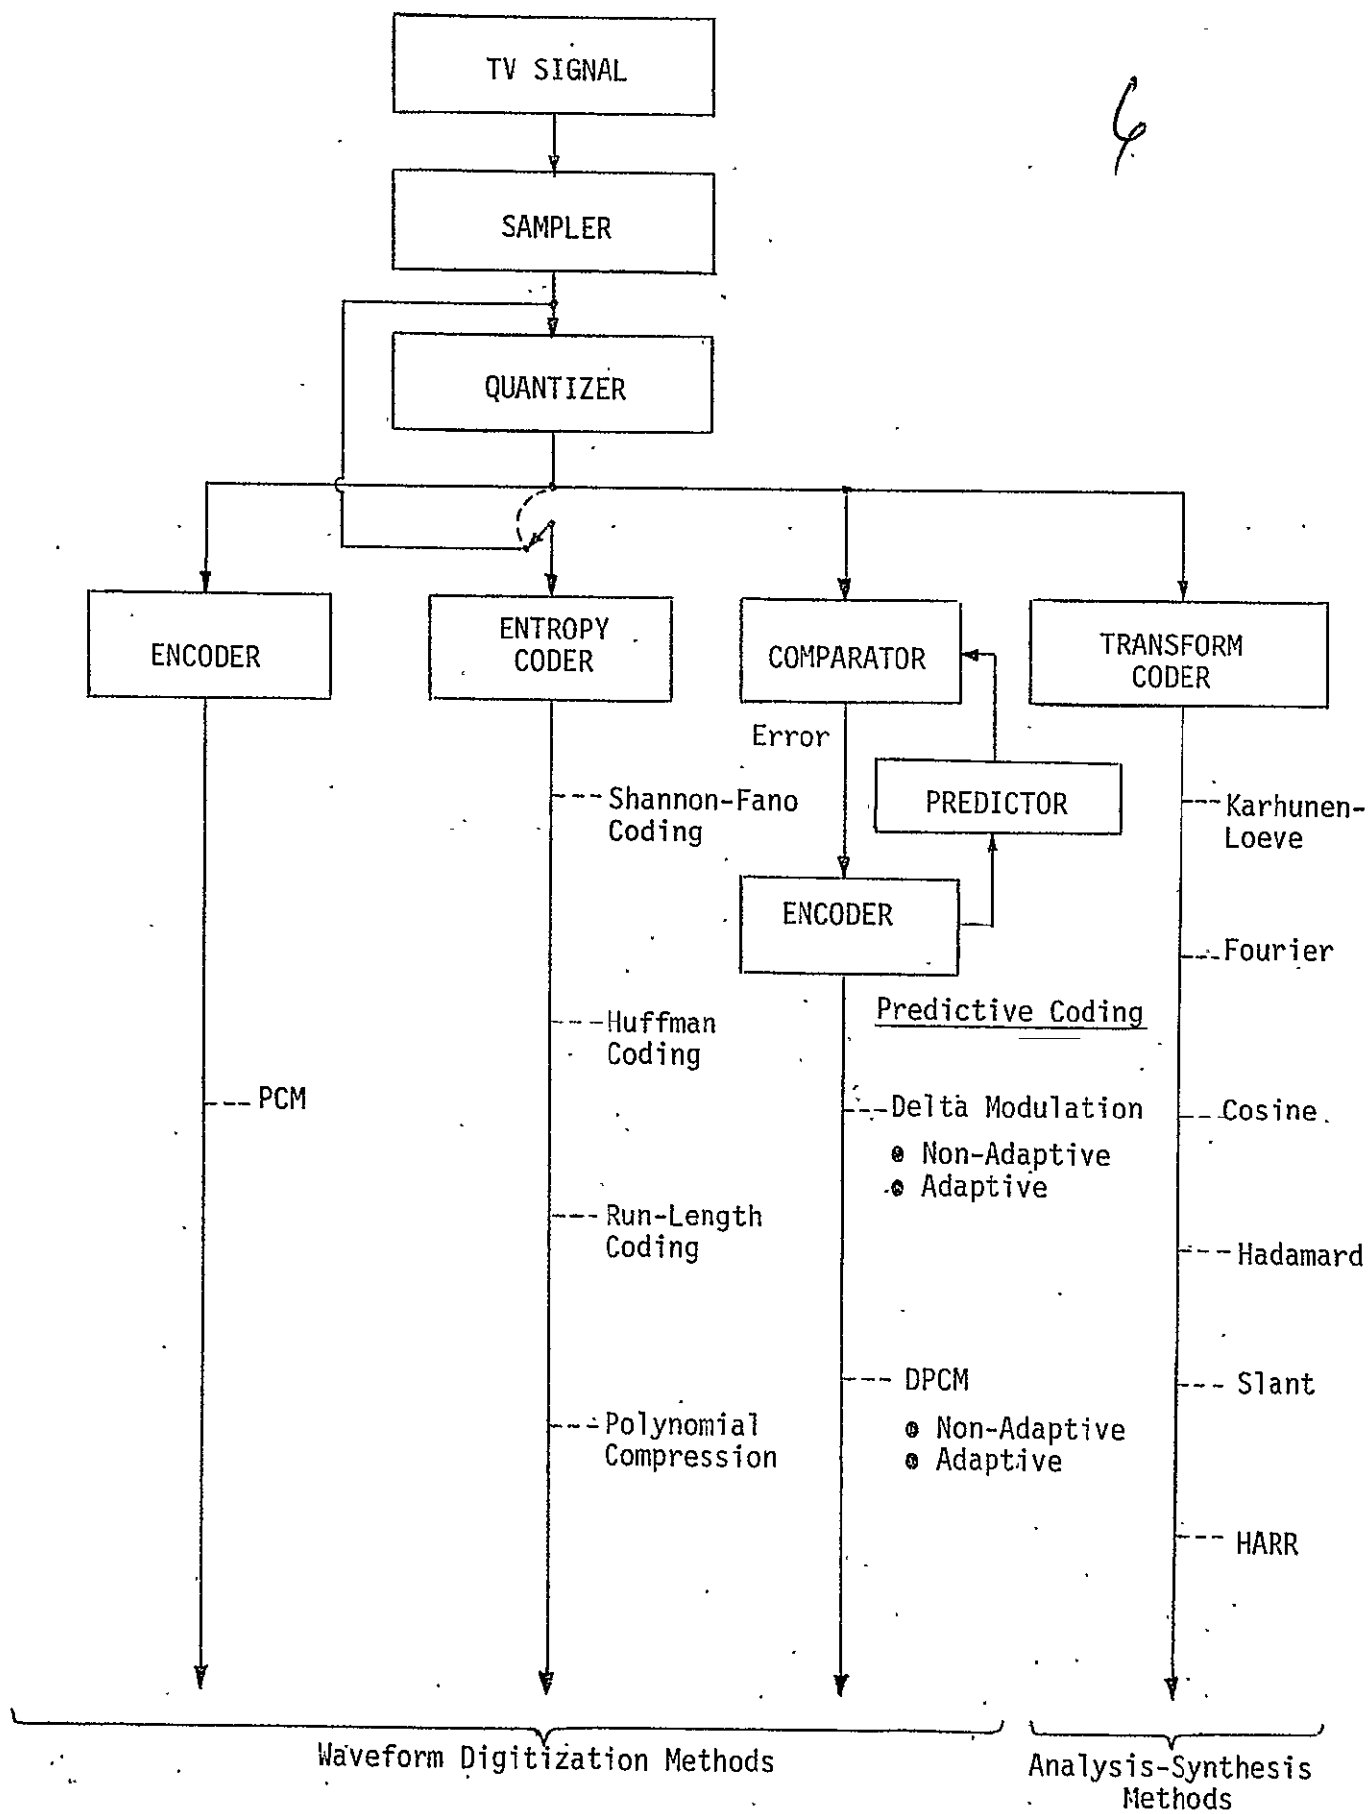 TV SIGNAL
6
SAMPLER
QUANTIZER
ENCODER
ENTROPY
CODER
COMPARATOR
TRANSFORM
CODER
Error
PREDICTOR
Shannon-Fano
Coding
Karhunen-
Loeve
ENCODER
Fourier
Predictive Coding
Huffman
Coding
PCM
Delta Modulation
• Non-Adaptive
• Adaptive
Cosine
Run-Length
Coding
Hadamard
DPCM
• Non-Adaptive
• Adaptive
Slant
Polynomial
Compression
HARR
Waveform Digitization Methods
Analysis-Synthesis
Methods